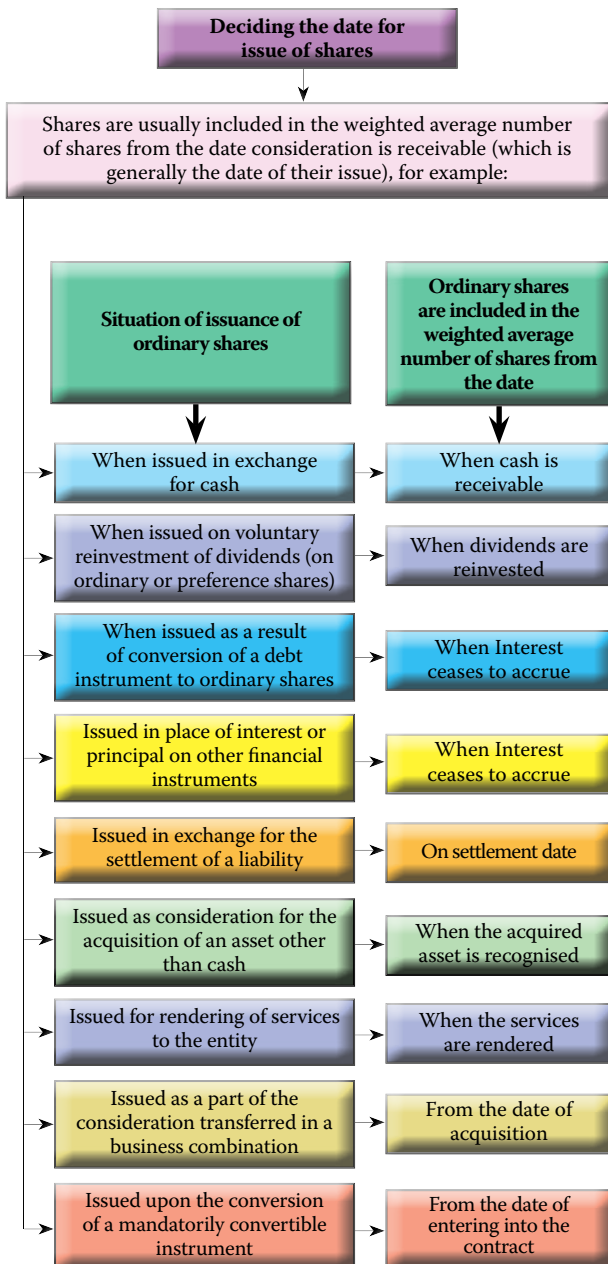 Deciding the date for
issue of shares
Shares are usually included in the weighted average number
of shares from the date consideration is receivable (which is
generally the date of their issue), for example:
Situation of issuance of
ordinary shares
Ordinary shares
are included in the
weighted average
number of shares from
the date
When issued in exchange
for cash
When cash is
receivable
When issued on voluntary
reinvestment of dividends (on
ordinary or preference shares)
When dividends are
reinvested
When issued as a result
of conversion of a debt
instrument to ordinary shares
When Interest
ceases to accrue
Issued in place of interest or
principal on other financial
instruments
When Interest
ceases to accrue
Issued in exchange for the
settlement of a liability
On settlement date
Issued as consideration for the
acquisition of an asset other
than cash
When the acquired
asset is recognised
Issued for rendering of services
to the entity
When the services
are rendered
Issued as a part of the
consideration transferred in a
business combination
From the date of
acquisition
Issued upon the conversion
of a mandatorily convertible
instrument
From the date of
entering into the
contract